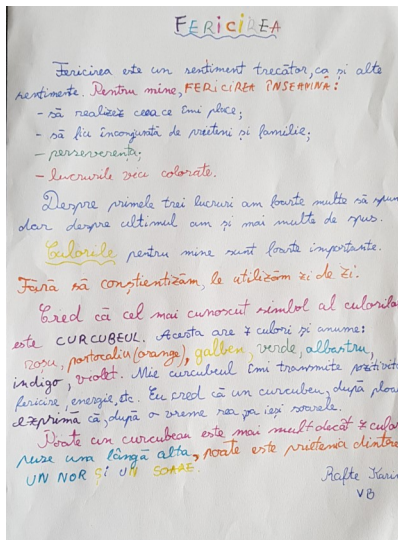 FERICIREA
Fericirea este un sentiment trecător, ca și alte
sentimente. Pentru mine, FERICIREA ÎNSEAMNĂ:
- să realizez ceea ce îmi place;
- să fiu înconjurată de prieteni și familie;
- perseverența;
- lucrurile viu colorate.
Despre primele trei lucruri am foarte multe să spun
dar despre ultimul am și mai multe de spus.
Culorile pentru mine sunt foarte importante.
Fără să conștientizăm, le utilizăm zi de zi.
Cred că cel mai cunoscut simbol al culorilor
este CURCUBEUL. Acesta are 7 culori și anume:
roșu, portocaliu (orange), galben, verde, albastru,
indigo, violet. Mie curcubeul îmi transmite pozitivita
fericire, energie, etc. Eu cred că un curcubeu, după ploa
exprimă că, după o vreme rea pa ieși soarele.
Poate un curcubeau este mai mult decât 7 culori
puse una lângă alta, poate este prietenia dintre
UN NOR ȘI UN SOARE.
Rafte Karin
VB